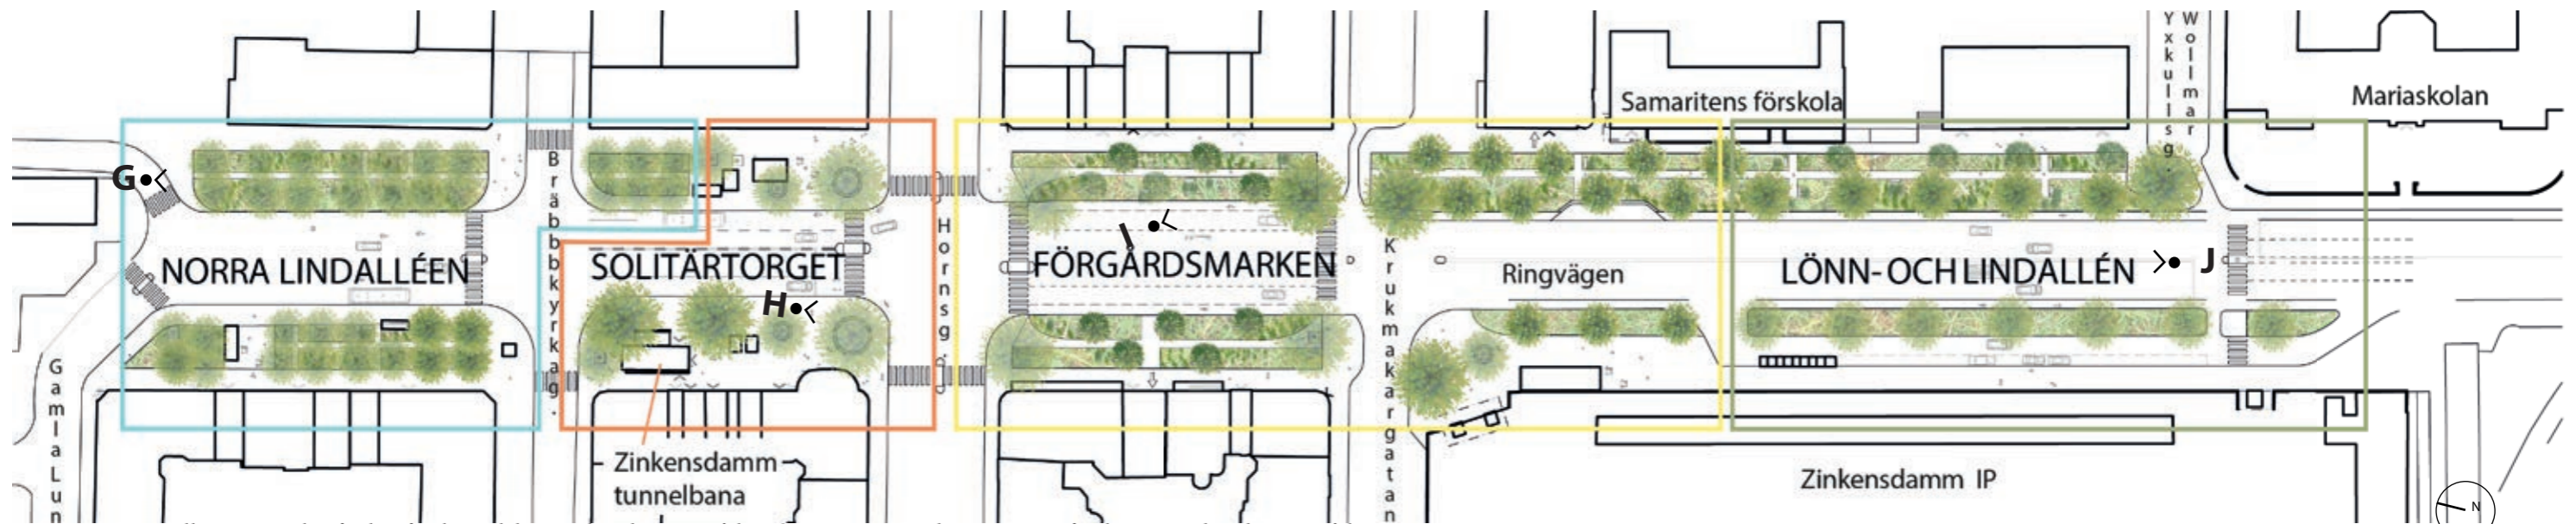 Samaritens förskola
Mariaskolan
Wollmar
Yxkullsg
G
Bräbbbbkyrkag.
Hornsg.
NORRA LINDALLÉEN
SOLITÄRTORGET
FÖRGÅRDSMARKEN
Ringvägen
LÖNN- OCH LINDALLÉN
J
H
I
Krukmakargatan
Gamla Lun
Zinkensdamm
tunnelbana
Zinkensdamm IP
N